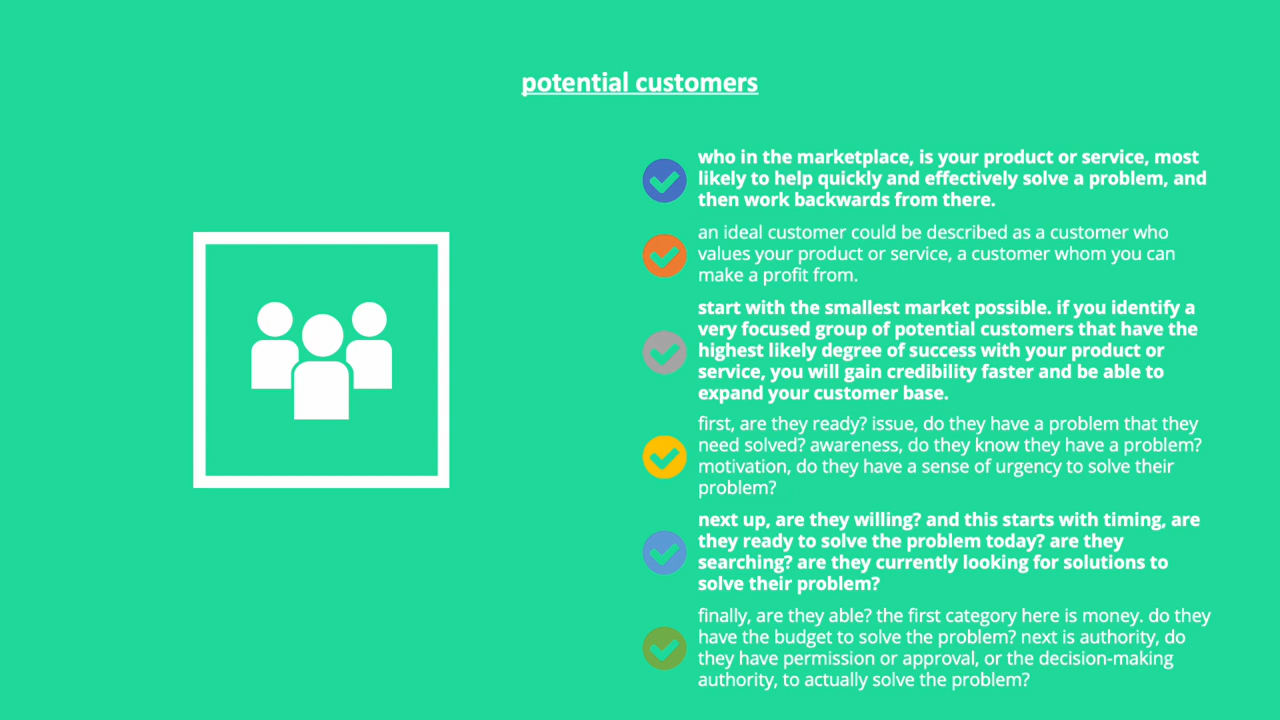 potential customers
who in the marketplace, is your product or service, most
likely to help quickly and effectively solve a problem, and
then work backwards from there.
an ideal customer could be described as a customer who
values your product or service, a customer whom you can
make a profit from.
start with the smallest market possible. if you identify a
very focused group of potential customers that have the
highest likely degree of success with your product or
service, you will gain credibility faster and be able to
expand your customer base.
first, are they ready? issue, do they have a problem that they
need solved? awareness, do they know they have a problem?
motivation, do they have a sense of urgency to solve their
problem?
next up, are they willing? and this starts with timing, are
they ready to solve the problem today? are they
searching? are they currently looking for solutions to
solve their problem?
finally, are they able? the first category here is money. do they
have the budget to solve the problem? next is authority, do
they have permission or approval, or the decision-making
authority, to actually solve the problem?